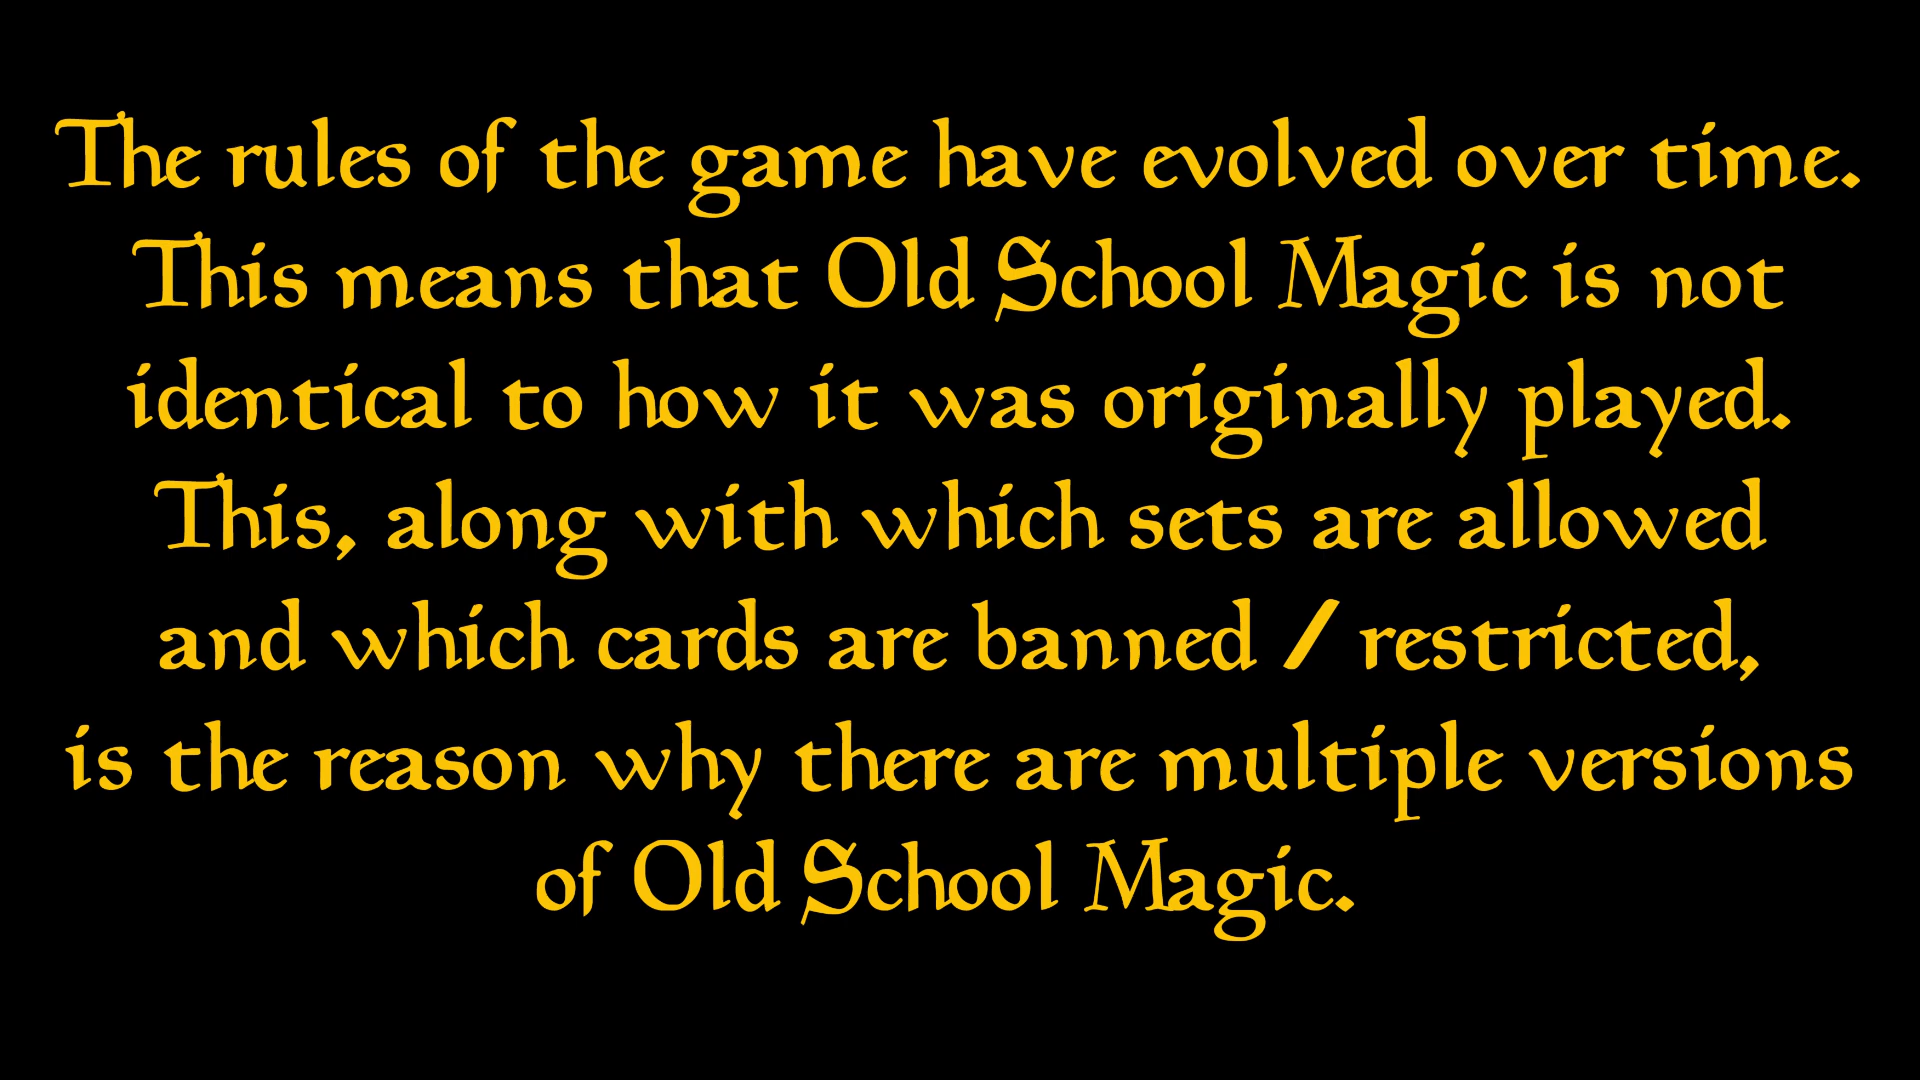 The rules of the game have evolved over time.
This means that Old School Magic is not
identical to how it was originally played.
This, along with which sets are allowed
and which cards are banned / restricted,
is the reason why there are multiple versions
of Old School Magic.